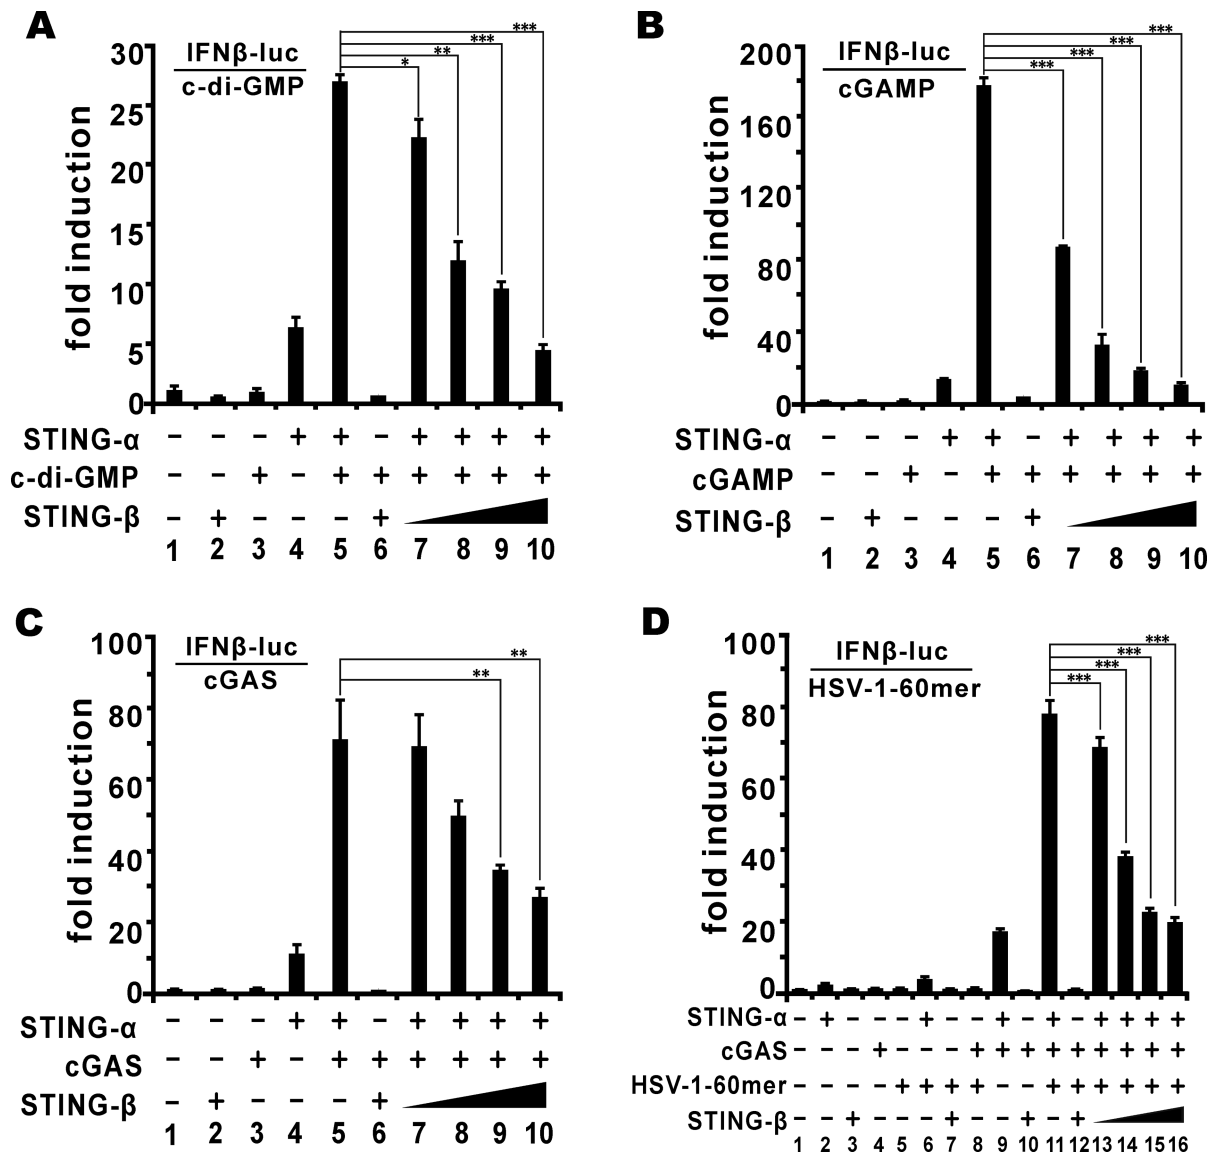 A
IFNβ-luc
c-di-GMP
fold induction
30
25
20
15
10
5
0
*
**
***
***
STING-α − − − + + − + + + +
c-di-GMP − − + − + + + + + +
STING-β − + − − − +
1 2 3 4 5 6 7 8 9 10
B
IFNβ-luc
cGAMP
fold induction
200
160
120
80
40
0
***
***
***
***
STING-α − − − + + − + + + +
cGAMP − − + − + + + + + +
STING-β − + − − − +
1 2 3 4 5 6 7 8 9 10
C
IFNβ-luc
cGAS
fold induction
100
80
60
40
20
0
**
**
STING-α − − − + + − + + + +
cGAS − − + − + + + + + +
STING-β − + − − − +
1 2 3 4 5 6 7 8 9 10
D
IFNβ-luc
HSV-1-60mer
fold induction
100
80
60
40
20
0
***
***
***
***
STING-α − + − − − + − − + − + − + + + +
cGAS − − − + − − − + + + + + + + + +
HSV-1-60mer − − − − + + + + − − + + + + + +
STING-β − − + − − − + − − + − +
1 2 3 4 5 6 7 8 9 10 11 12 13 14 15 16